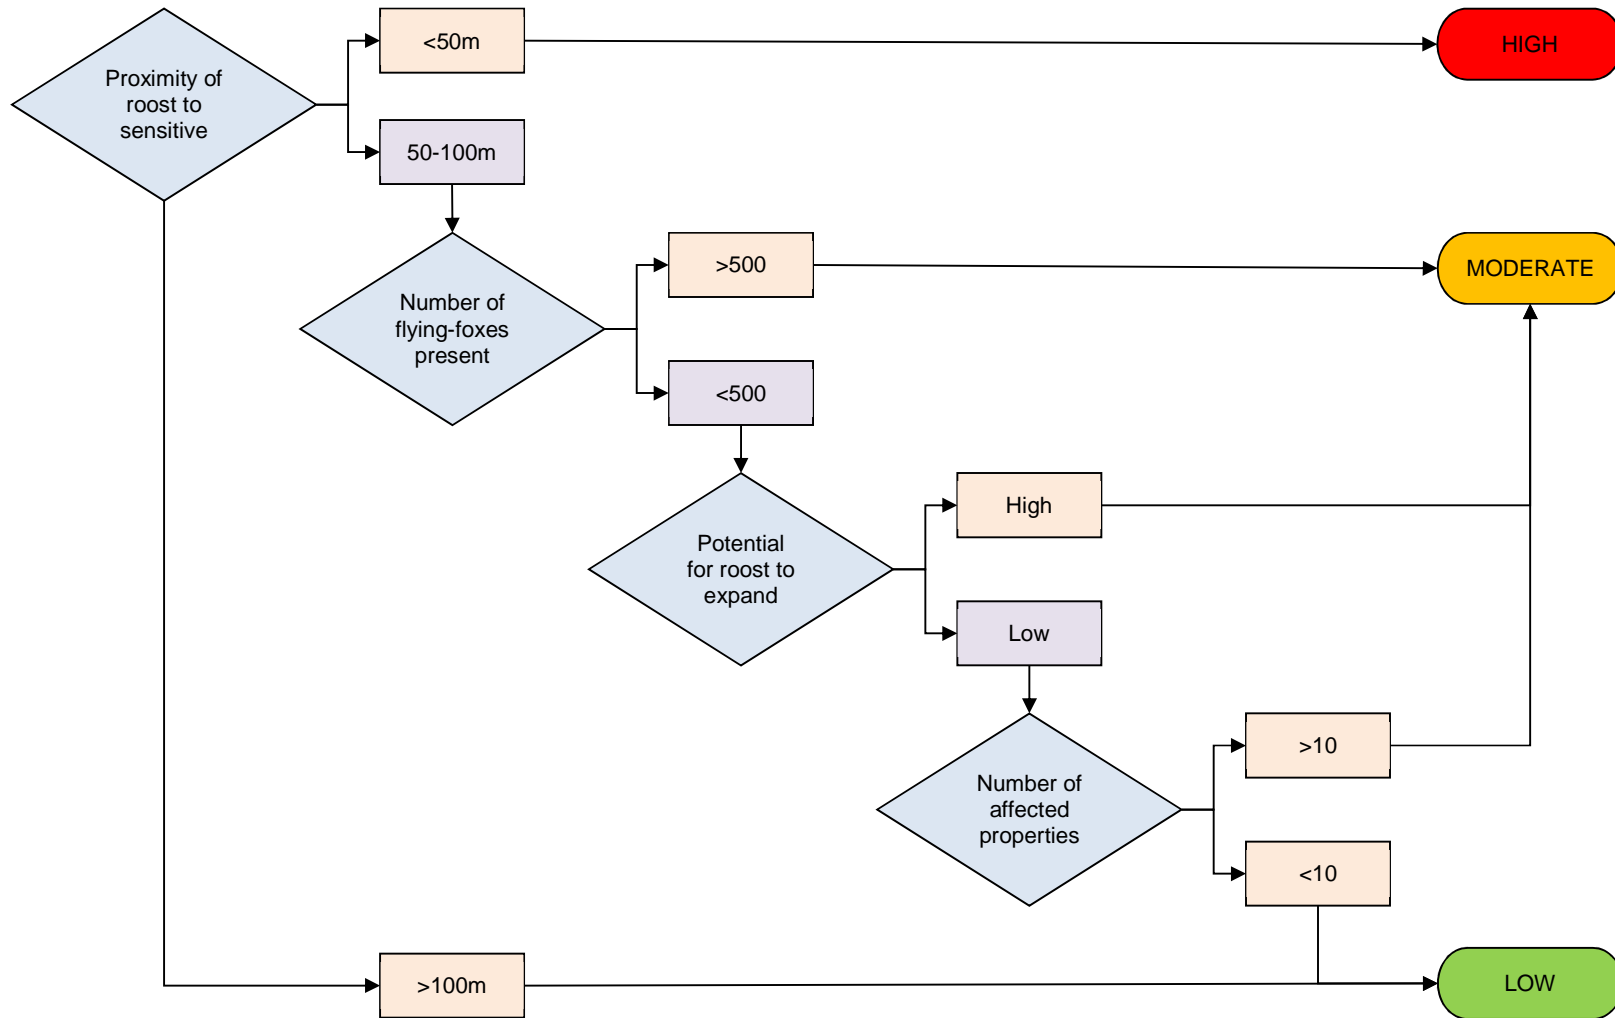 <50m
HIGH
Proximity of
roost to
sensitive
50-100m
>500
MODERATE
Number of
flying-foxes
present
<500
High
Potential
for roost to
expand
Low
>10
Number of
affected
properties
<10
>100m
LOW